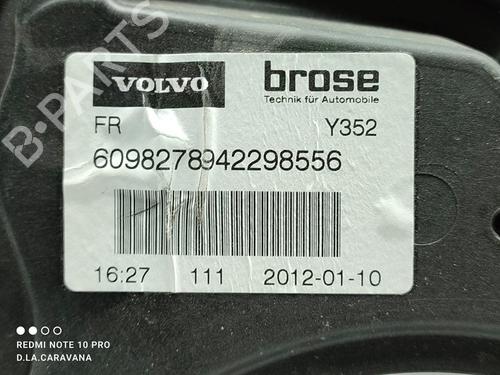 B-PARTS
VOLVO
brose
Technik für Automobile
FR
Y352
6098278942298556
16:27 111 2012-01-10
REDMI NOTE 10 PRO
D.LA.CARAVANA